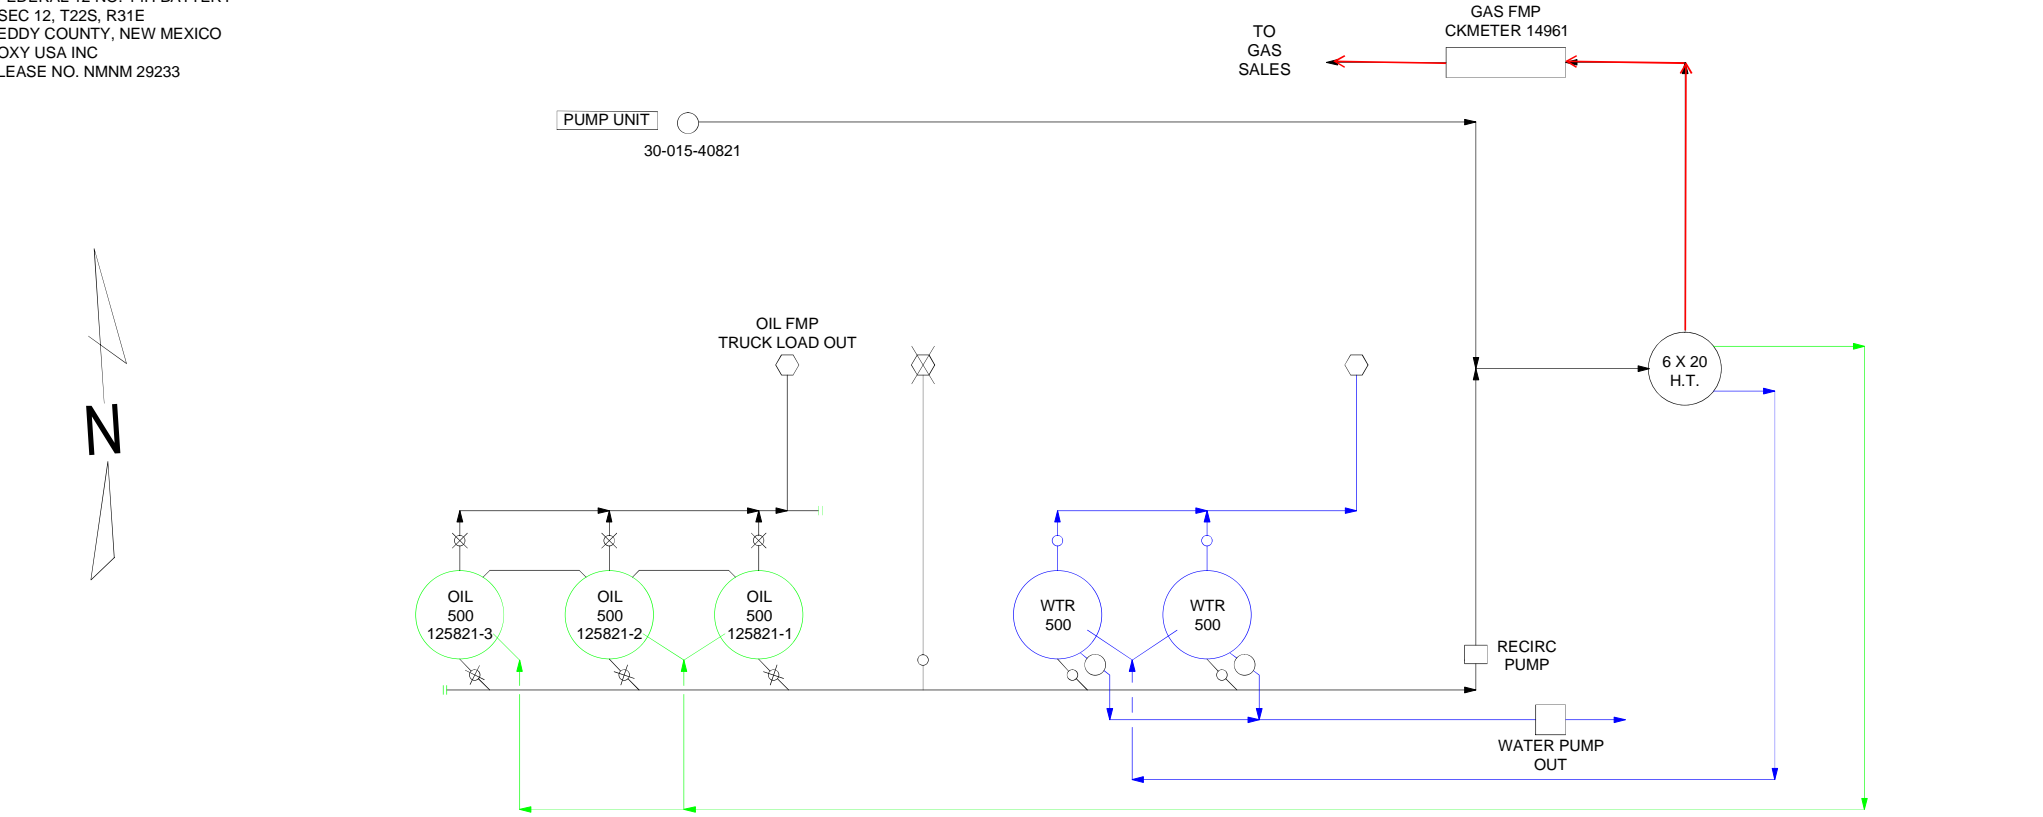 SEC 12, T22S, R31E
EDDY COUNTY, NEW MEXICO
OXY USA INC
LEASE NO. NMNM 29233
TO
GAS
SALES
GAS FMP
CKMETER 14961
PUMP UNIT
30-015-40821
OIL FMP
TRUCK LOAD OUT
6 X 20
H.T.
N
OIL
500
125821-3
OIL
500
125821-2
OIL
500
125821-1
WTR
500
WTR
500
RECIRC
PUMP
WATER PUMP
OUT